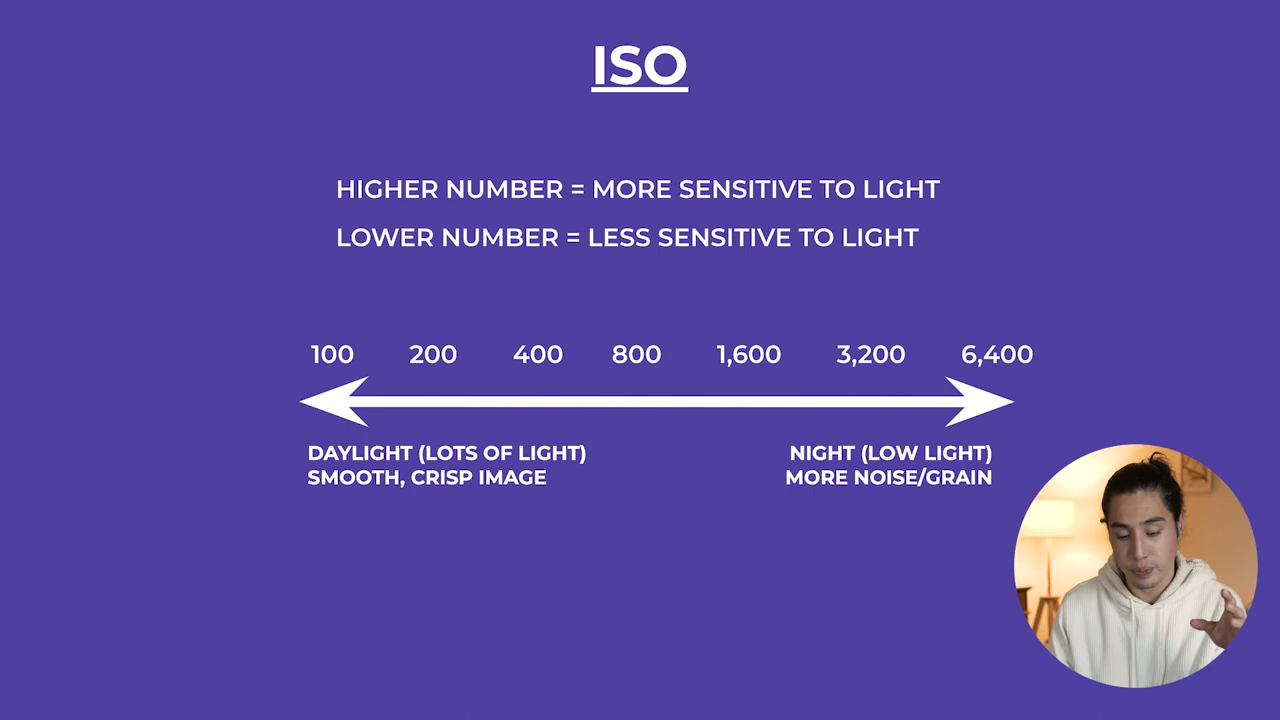 ISO
HIGHER NUMBER = MORE SENSITIVE TO LIGHT
LOWER NUMBER = LESS SENSITIVE TO LIGHT
100 200 400 800 1,600 3,200 6,400
DAYLIGHT (LOTS OF LIGHT)
SMOOTH, CRISP IMAGE
NIGHT (LOW LIGHT)
MORE NOISE/GRAIN